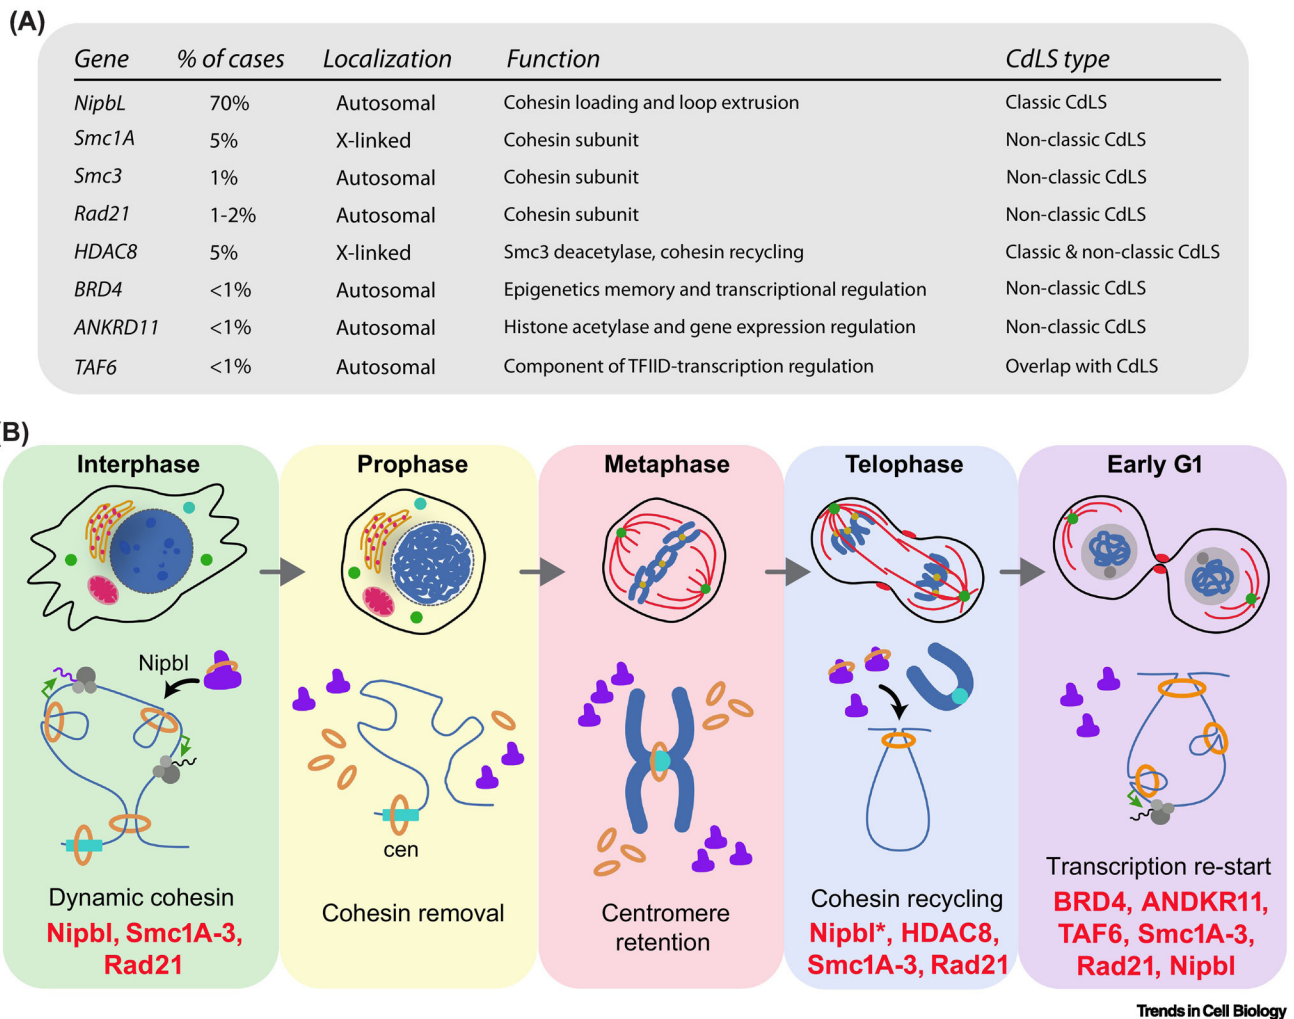 (A)
Gene % of cases Localization Function CdLS type
NipbL 70% Autosomal Cohesin loading and loop extrusion Classic CdLS
Smc1A 5% X-linked Cohesin subunit Non-classic CdLS
Smc3 1% Autosomal Cohesin subunit Non-classic CdLS
Rad21 1-2% Autosomal Cohesin subunit Non-classic CdLS
HDAC8 5% X-linked Smc3 deacetylase, cohesin recycling Classic & non-classic CdLS
BRD4 <1% Autosomal Epigenetics memory and transcriptional regulation Non-classic CdLS
ANKRD11 <1% Autosomal Histone acetylase and gene expression regulation Non-classic CdLS
TAF6 <1% Autosomal Component of TFIID-transcription regulation Overlap with CdLS
(B)
Interphase
Nipbl
Dynamic cohesin
Nipbl, Smc1A-3,
Rad21
Prophase
cen
Cohesin removal
Metaphase
Centromere
retention
Telophase
Cohesin recycling
Nipbl*, HDAC8,
Smc1A-3, Rad21
Early G1
Transcription re-start
BRD4, ANDKR11,
TAF6, Smc1A-3,
Rad21, Nipbl
Trends in Cell Biology